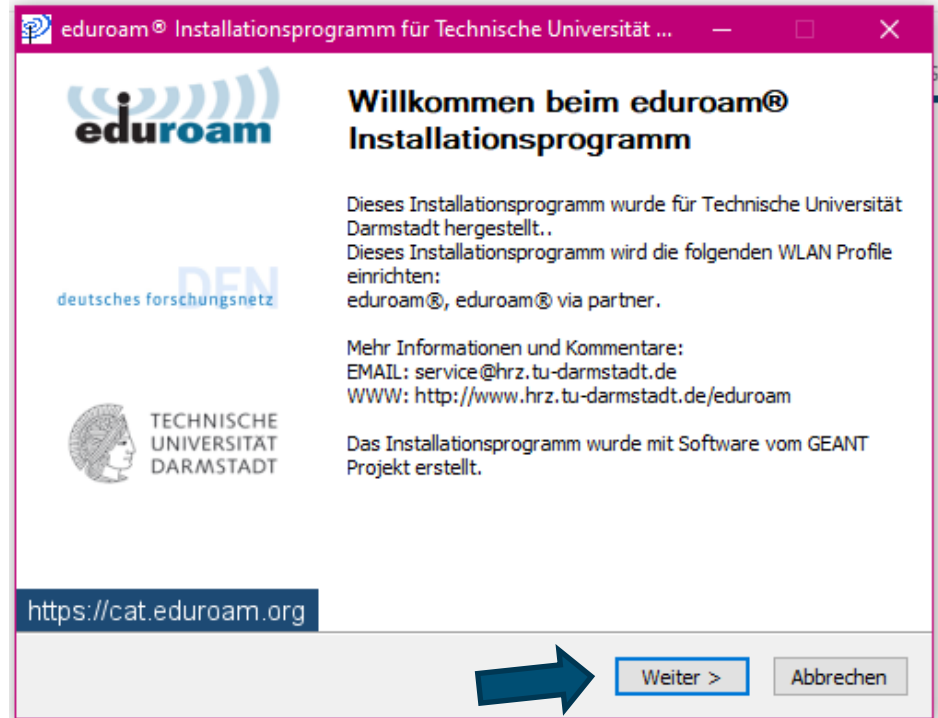 eduroam® Installationsprogramm für Technische Universität ...
eduroam
Willkommen beim eduroam®
Installationsprogramm
Dieses Installationsprogramm wurde für Technische Universität
Darmstadt hergestellt..
Dieses Installationsprogramm wird die folgenden WLAN Profile
einrichten:
eduroam®, eduroam® via partner.
DFN
deutsches forschungsnetz
Mehr Informationen und Kommentare:
EMAIL: service@hrz.tu-darmstadt.de
WWW: http://www.hrz.tu-darmstadt.de/eduroam
TECHNISCHE
UNIVERSITÄT
DARMSTADT
Das Installationsprogramm wurde mit Software vom GEANT
Projekt erstellt.
https://cat.eduroam.org
Weiter >
Abbrechen